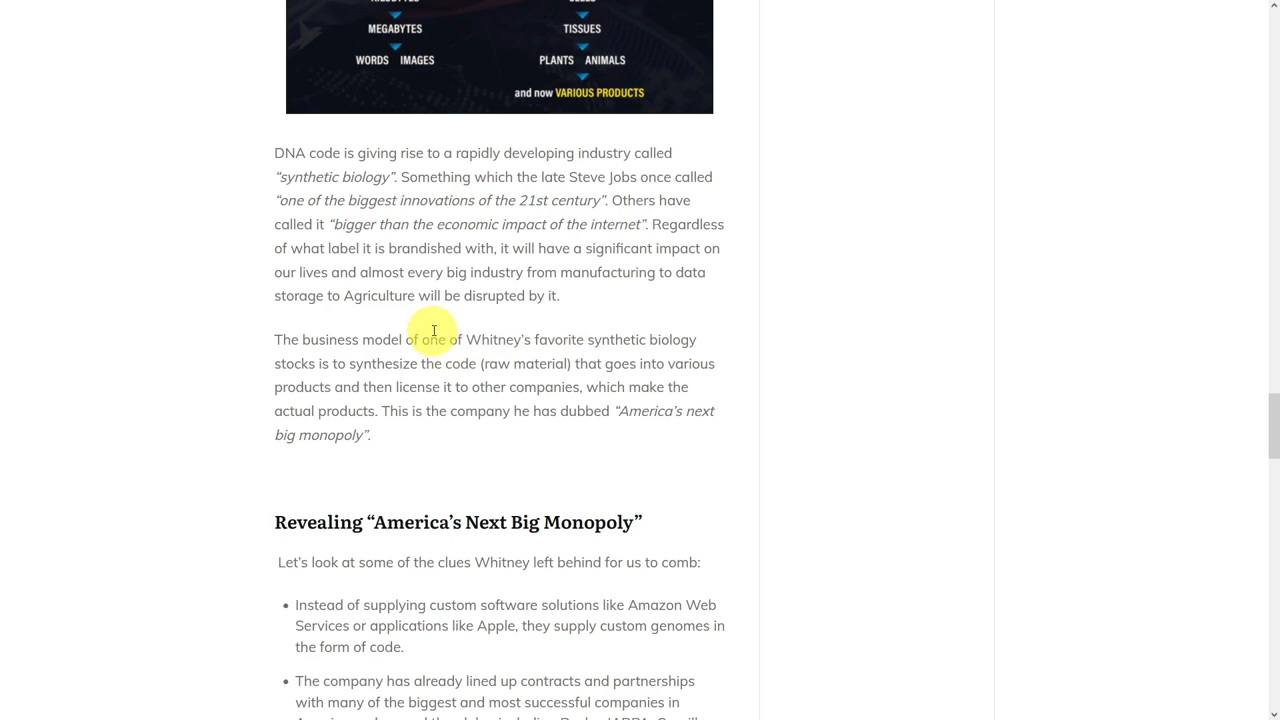 MEGABYTES TISSUES
WORDS IMAGES PLANTS ANIMALS
and now VARIOUS PRODUCTS
DNA code is giving rise to a rapidly developing industry called
“synthetic biology”. Something which the late Steve Jobs once called
“one of the biggest innovations of the 21st century”. Others have
called it “bigger than the economic impact of the internet”. Regardless
of what label it is brandished with, it will have a significant impact on
our lives and almost every big industry from manufacturing to data
storage to Agriculture will be disrupted by it.
The business model of one of Whitney’s favorite synthetic biology
stocks is to synthesize the code (raw material) that goes into various
products and then license it to other companies, which make the
actual products. This is the company he has dubbed “America’s next
big monopoly”.
Revealing “America’s Next Big Monopoly”
Let’s look at some of the clues Whitney left behind for us to comb:
• Instead of supplying custom software solutions like Amazon Web
Services or applications like Apple, they supply custom genomes in
the form of code.
• The company has already lined up contracts and partnerships
with many of the biggest and most successful companies in